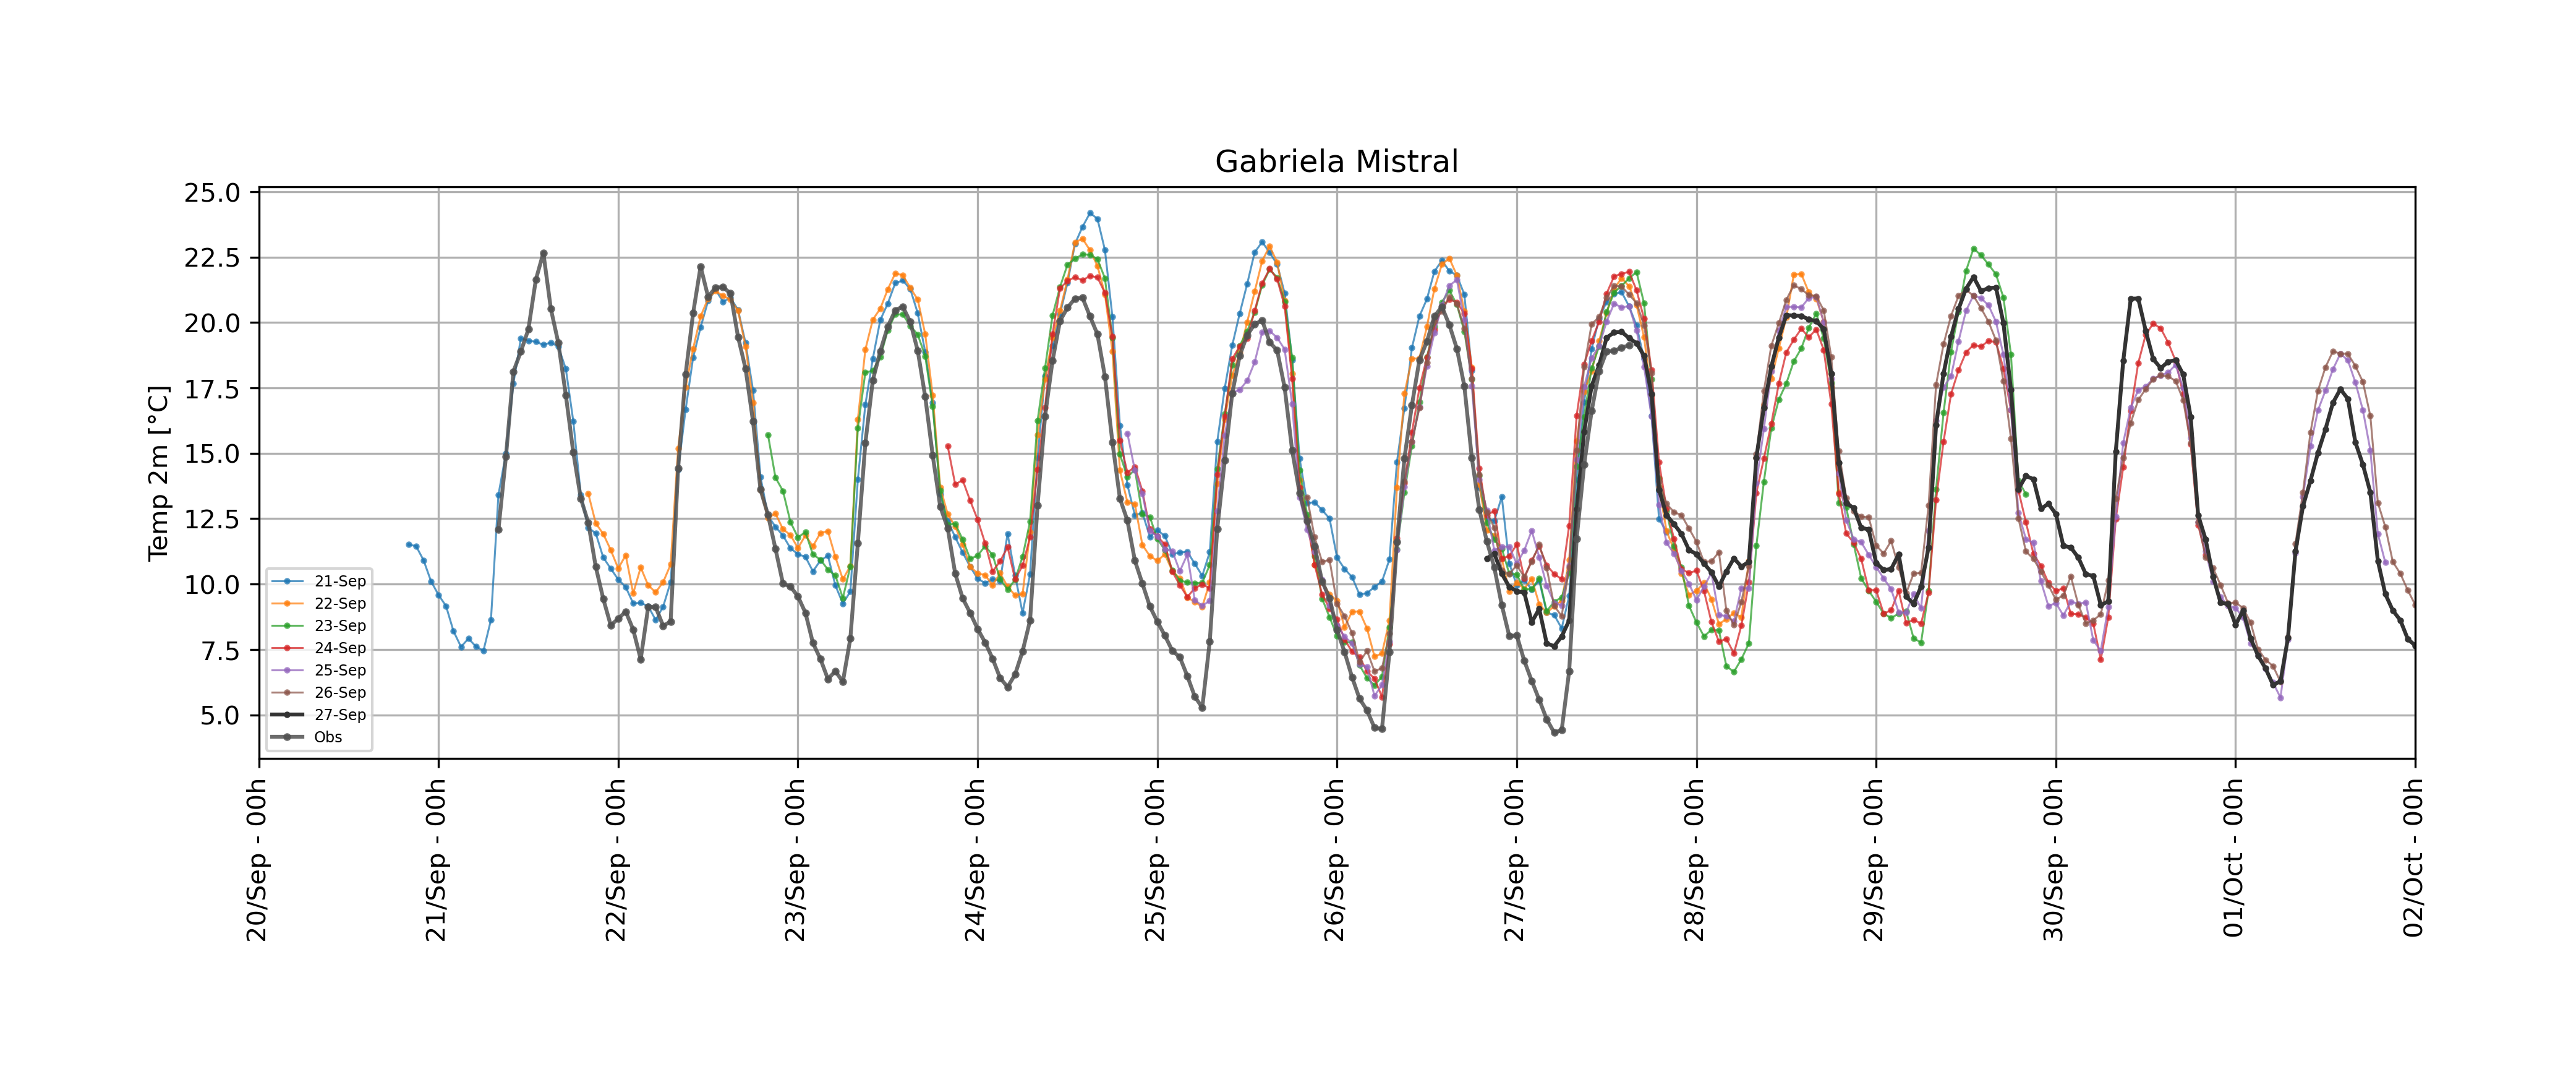 Gabriela Mistral
Temp 2m [°C]
25.0
22.5
20.0
17.5
15.0
12.5
10.0
7.5
5.0
21-Sep
22-Sep
23-Sep
24-Sep
25-Sep
26-Sep
27-Sep
Obs
20/Sep - 00h
21/Sep - 00h
22/Sep - 00h
23/Sep - 00h
24/Sep - 00h
25/Sep - 00h
26/Sep - 00h
27/Sep - 00h
28/Sep - 00h
29/Sep - 00h
30/Sep - 00h
01/Oct - 00h
02/Oct - 00h